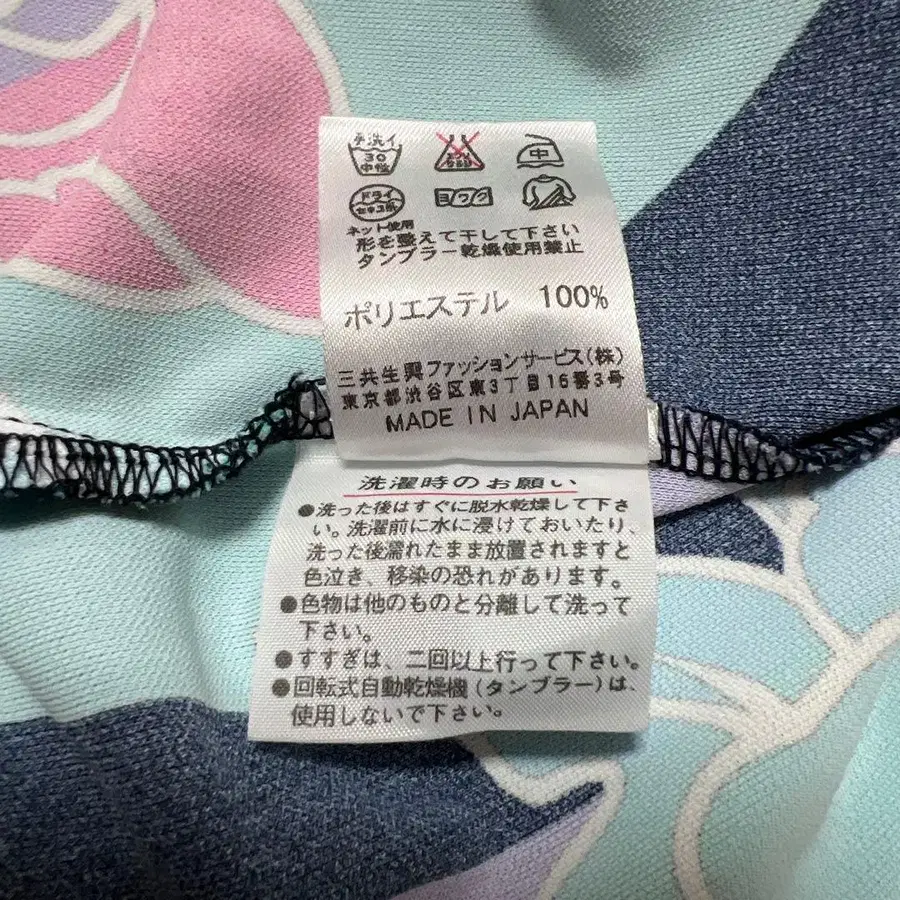 手洗イ
30
中性
エンソ
サラシ
中
ドライ
セキユ系
ヨワク
ネット使用
形を整えて干して下さい
タンブラー乾燥使用禁止
ポリエステル 100%
三共生興ファッションサービス(株)
東京都渋谷区東3丁目16番3号
MADE IN JAPAN
洗濯時のお願い
●洗った後はすぐに脱水乾燥して下さ
い。洗濯前に水に浸けておいたり、
洗った後濡れたまま放置されますと
色泣き、移染の恐れがあります。
●色物は他のものと分離して洗って
下さい。
●すすぎは、二回以上行って下さい。
●回転式自動乾燥機(タンブラー)は、
使用しないで下さい。